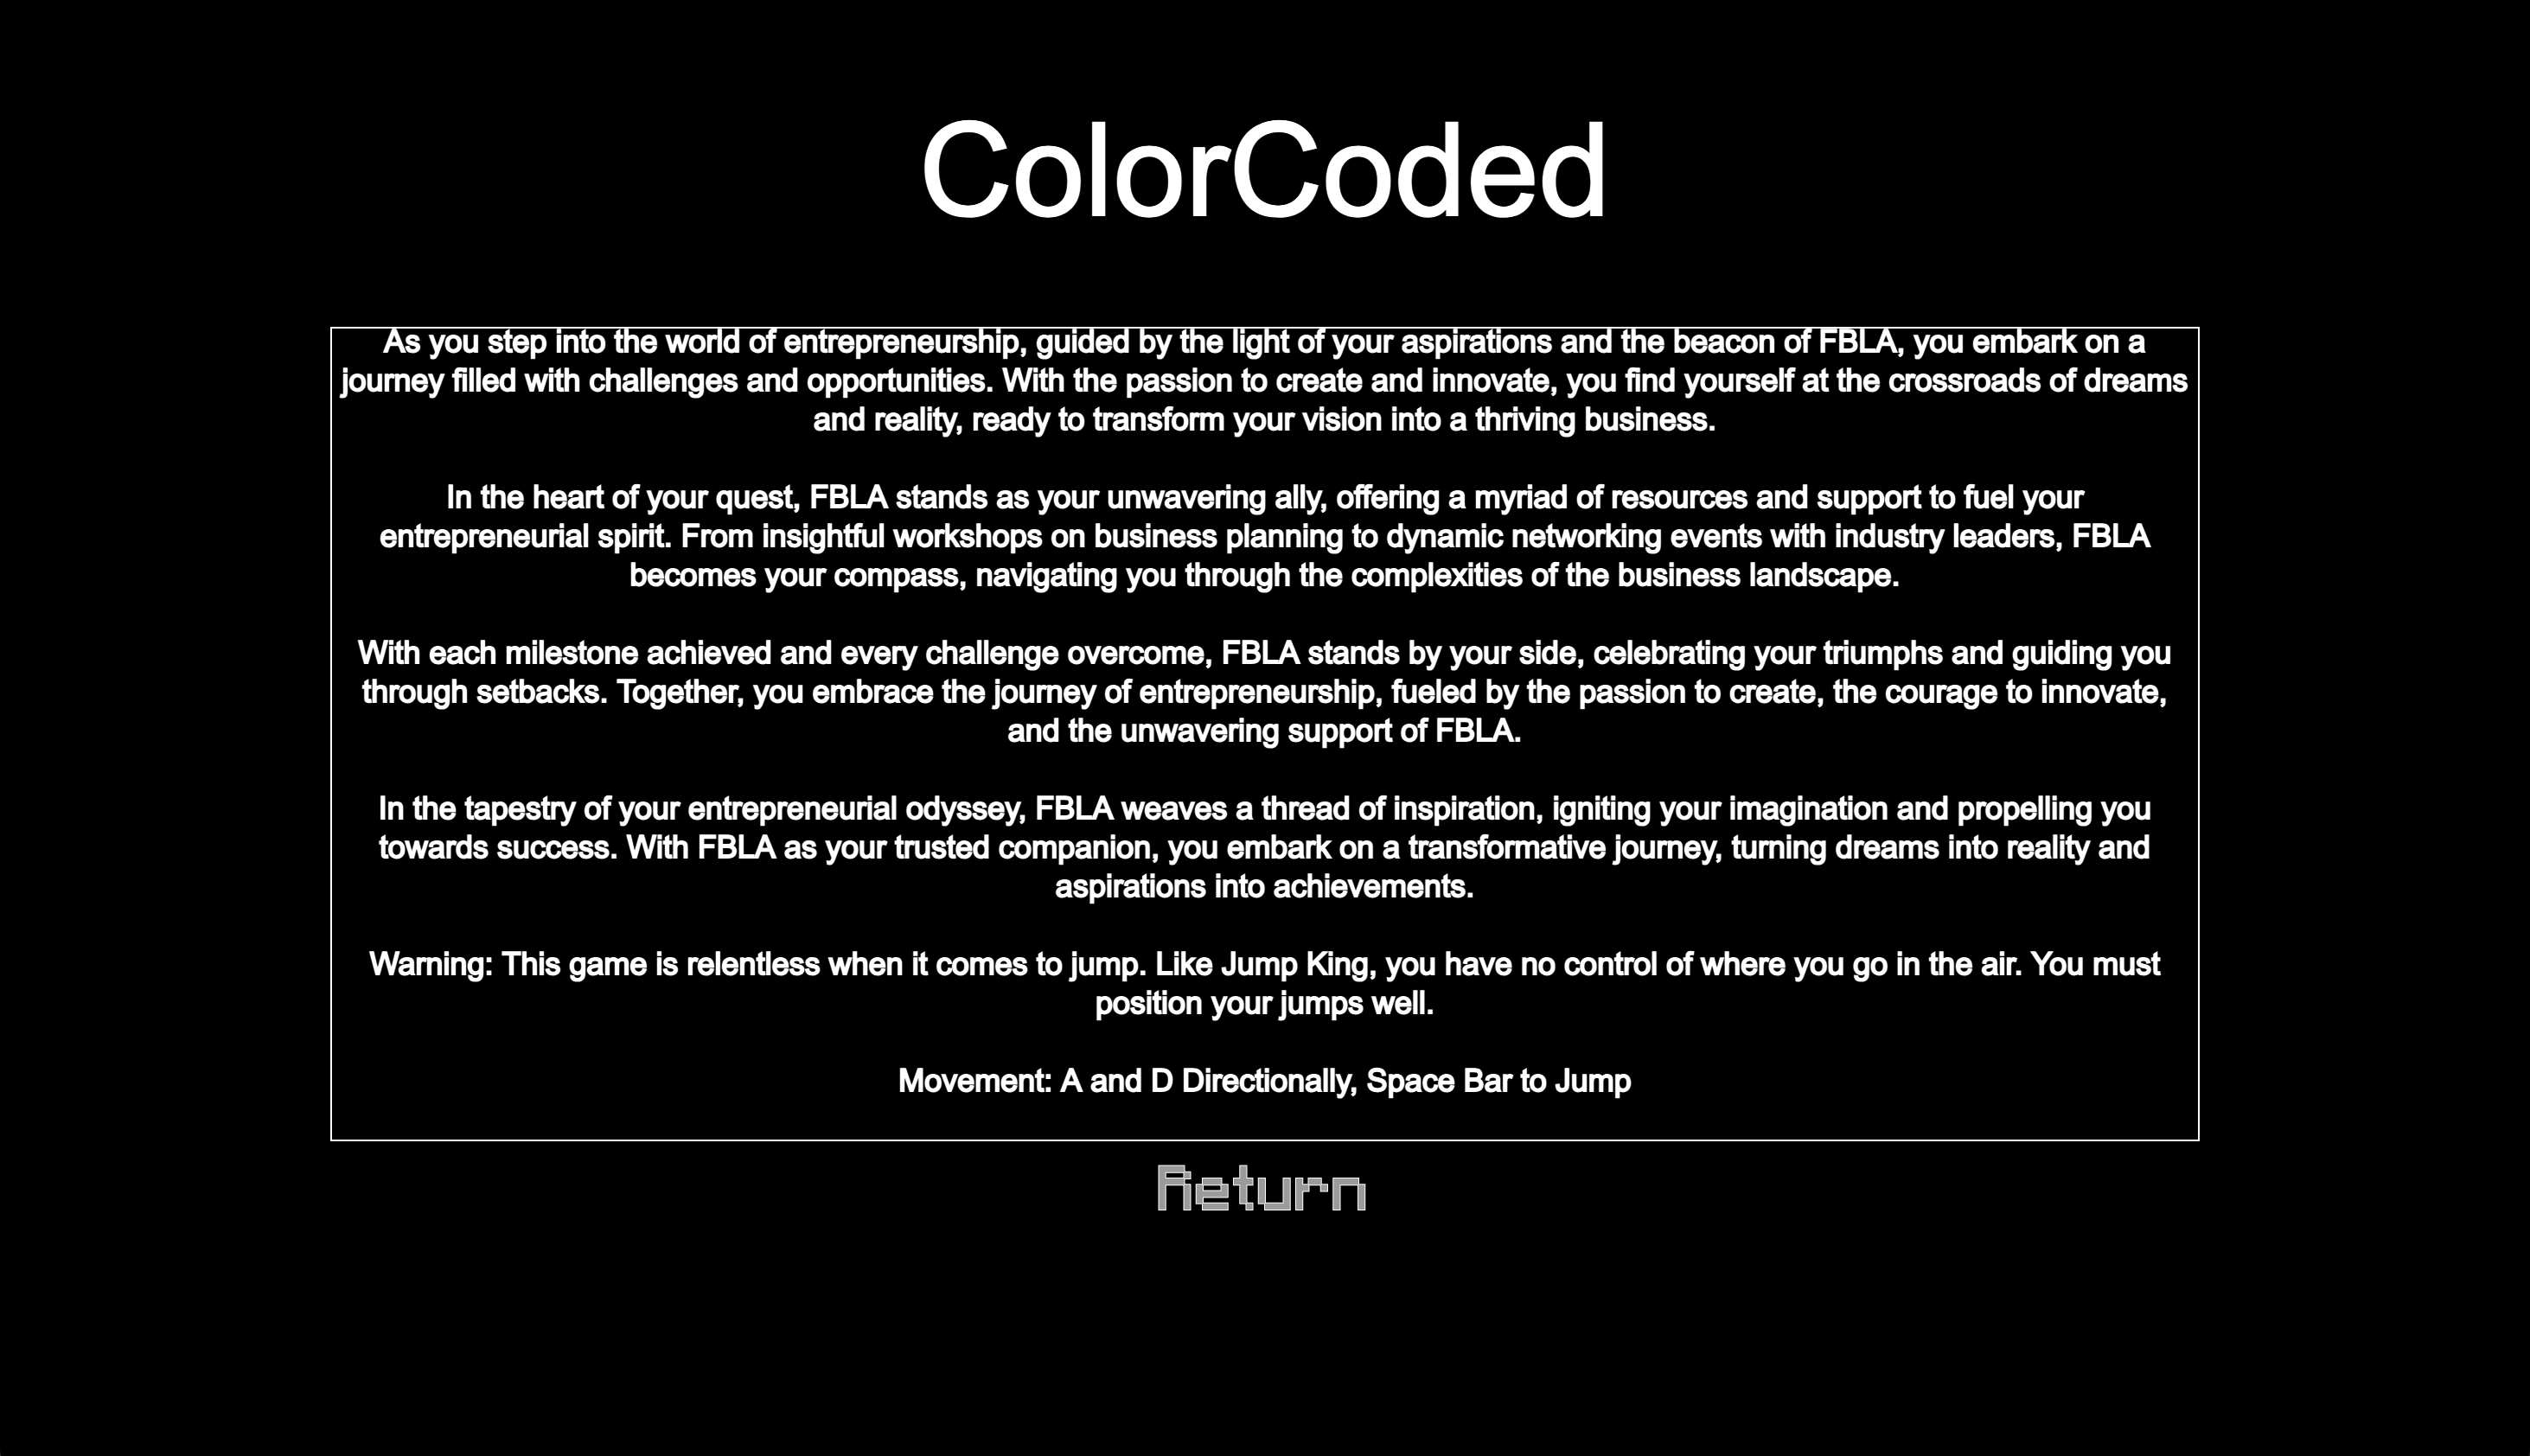 ColorCoded
As you step into the world of entrepreneurship, guided by the light of your aspirations and the beacon of FBLA, you embark on a
journey filled with challenges and opportunities. With the passion to create and innovate, you find yourself at the crossroads of dreams
and reality, ready to transform your vision into a thriving business.
In the heart of your quest, FBLA stands as your unwavering ally, offering a myriad of resources and support to fuel your
entrepreneurial spirit. From insightful workshops on business planning to dynamic networking events with industry leaders, FBLA
becomes your compass, navigating you through the complexities of the business landscape.
With each milestone achieved and every challenge overcome, FBLA stands by your side, celebrating your triumphs and guiding you
through setbacks. Together, you embrace the journey of entrepreneurship, fueled by the passion to create, the courage to innovate,
and the unwavering support of FBLA.
In the tapestry of your entrepreneurial odyssey, FBLA weaves a thread of inspiration, igniting your imagination and propelling you
towards success. With FBLA as your trusted companion, you embark on a transformative journey, turning dreams into reality and
aspirations into achievements.
Warning: This game is relentless when it comes to jump. Like Jump King, you have no control of where you go in the air. You must
position your jumps well.
Movement: A and D Directionally, Space Bar to Jump
Return